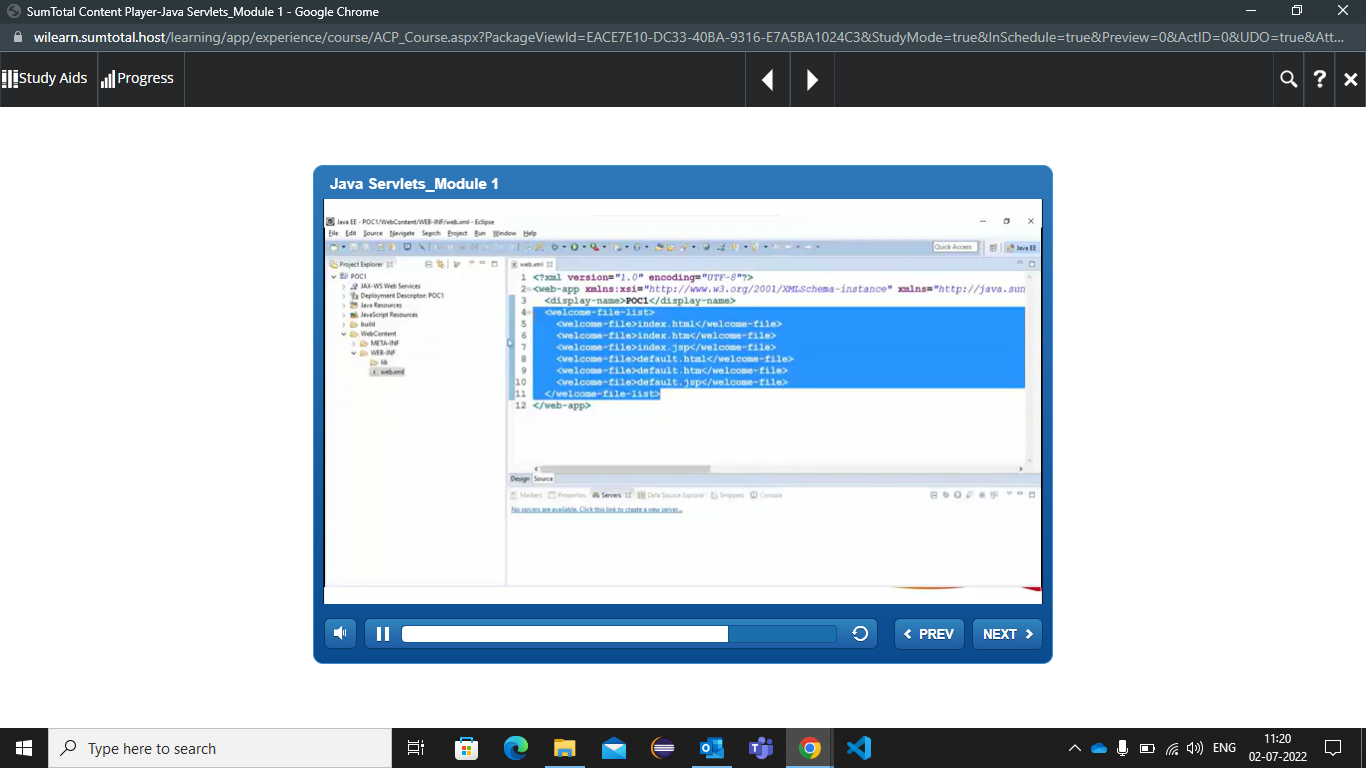 SumTotal Content Player-Java Servlets_Module 1 - Google Chrome
wilearn.sumtotal.host/learning/app/experience/course/ACP_Course.aspx?PackageViewId=EACE7E10-DC33-40BA-9316-E7A5BA1024C3&StudyMode=true&InSchedule=true&Preview=0&ActID=0&UDO=true&Att...
Study Aids Progress
Java Servlets_Module 1
Java EE - POC1/WebContent/WEB-INF/web.xml - Eclipse
File Edit Source Navigate Search Project Run Window Help
Quick Access Java EE
Project Explorer
POC1
JAX-WS Web Services
Deployment Descriptor: POC1
Java Resources
JavaScript Resources
build
WebContent
META-INF
WEB-INF
lib
web.xml
web.xml
1 <?xml version="1.0" encoding="UTF-8"?>
2 <web-app xmlns:xsi="http://www.w3.org/2001/XMLSchema-instance" xmlns="http://java.sun
3 <display-name>POC1</display-name>
4 <welcome-file-list>
5 <welcome-file>index.html</welcome-file>
6 <welcome-file>index.htm</welcome-file>
7 <welcome-file>index.jsp</welcome-file>
8 <welcome-file>default.html</welcome-file>
9 <welcome-file>default.htm</welcome-file>
10 <welcome-file>default.jsp</welcome-file>
11 </welcome-file-list>
12 </web-app>
Design Source
Markers Properties Servers Data Source Explorer Snippets Console
No servers are available. Click this link to create a new server...
PREV NEXT
Type here to search
ENG
11:20
02-07-2022